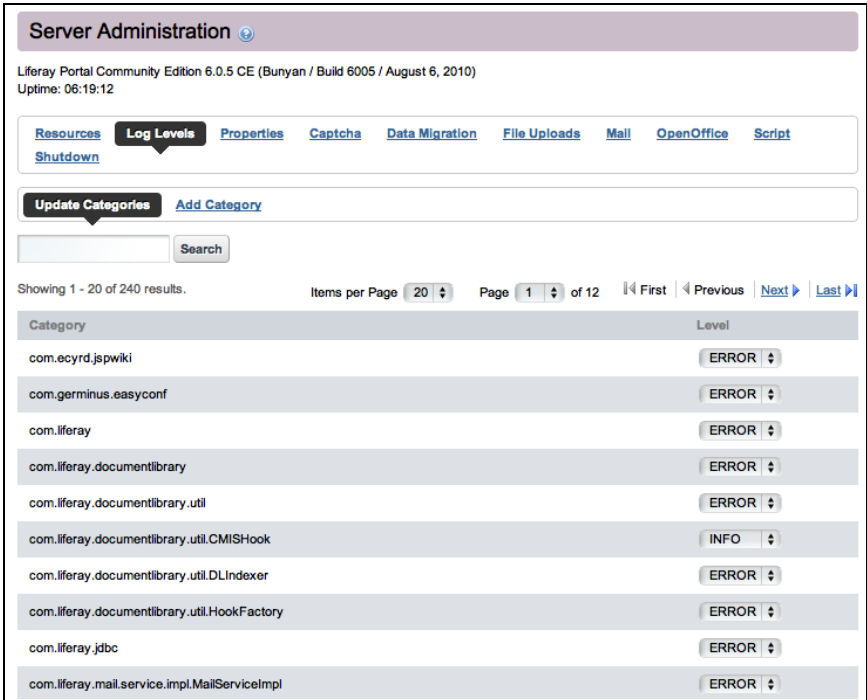 Server Administration
Liferay Portal Community Edition 6.0.5 CE (Bunyan / Build 6005 / August 6, 2010)
Uptime: 06:19:12
Resources Log Levels Properties Captcha Data Migration File Uploads Mail OpenOffice Script
Shutdown
Update Categories Add Category
Search
Showing 1 - 20 of 240 results. Items per Page 20 Page 1 of 12 First Previous Next Last
Category Level
com.ecyrd.jspwiki ERROR
com.germinus.easyconf ERROR
com.liferay ERROR
com.liferay.documentlibrary ERROR
com.liferay.documentlibrary.util ERROR
com.liferay.documentlibrary.util.CMISHook INFO
com.liferay.documentlibrary.util.DLIndexer ERROR
com.liferay.documentlibrary.util.HookFactory ERROR
com.liferay.jdbc ERROR
com.liferay.mail.service.impl.MailServiceImpl ERROR